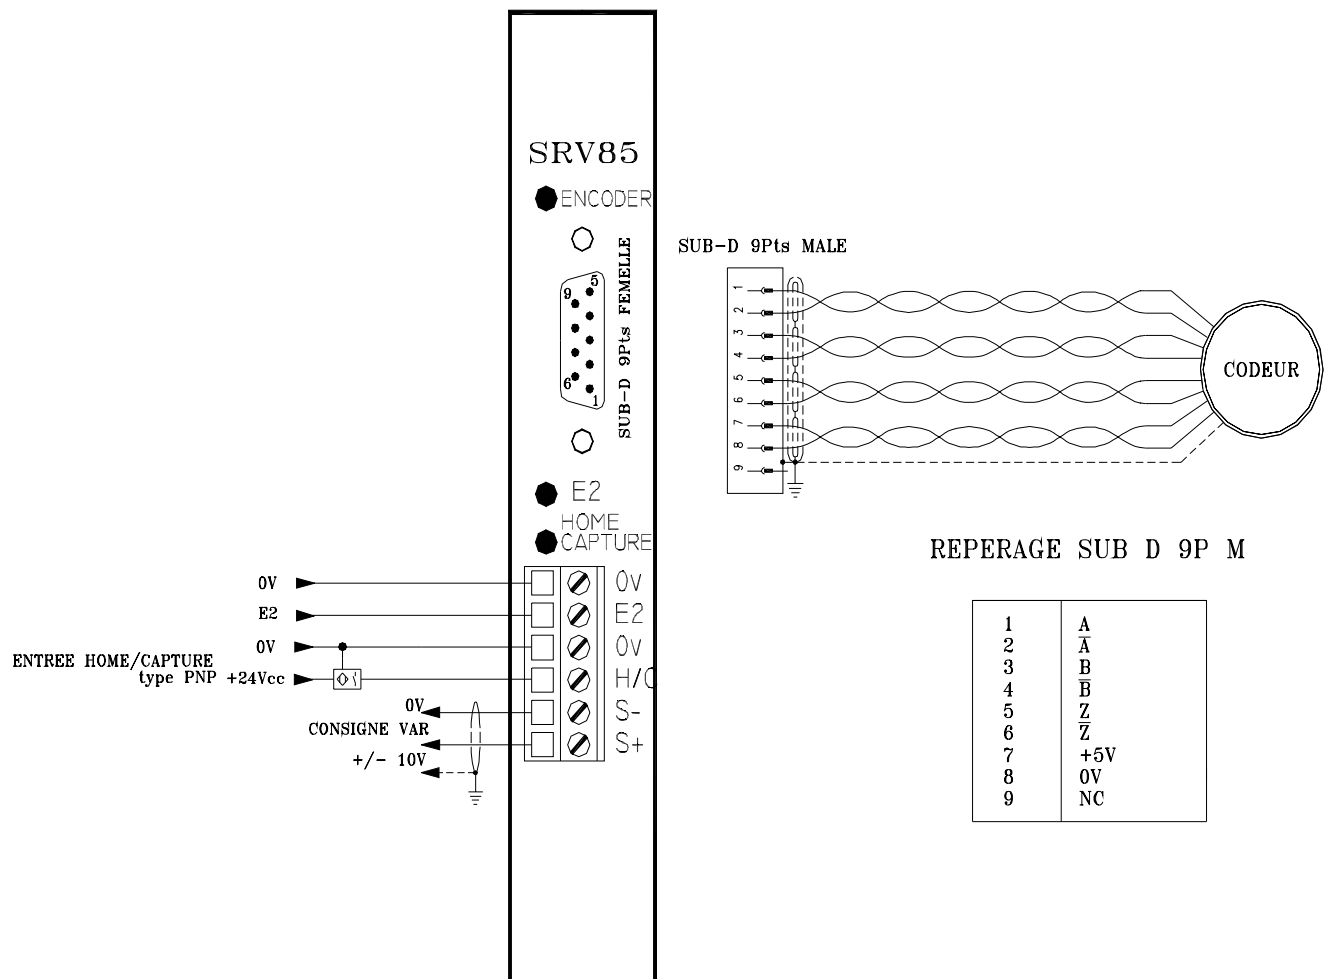 SRV85
ENCODER
SUB-D 9Pts FEMELLE
5
9
6
1
E2
HOME
CAPTURE
0V
E2
0V
ENTREE HOME/CAPTURE
type PNP +24Vcc
0V
CONSIGNE VAR
+/- 10V
0V
E2
0V
H/C
S-
S+
SUB-D 9Pts MALE
1
2
3
4
5
6
7
8
9
CODEUR
REPERAGE SUB D 9P M
1 A
2 A̅
3 B
4 B̅
5 Z
6 Z̅
7 +5V
8 0V
9 NC